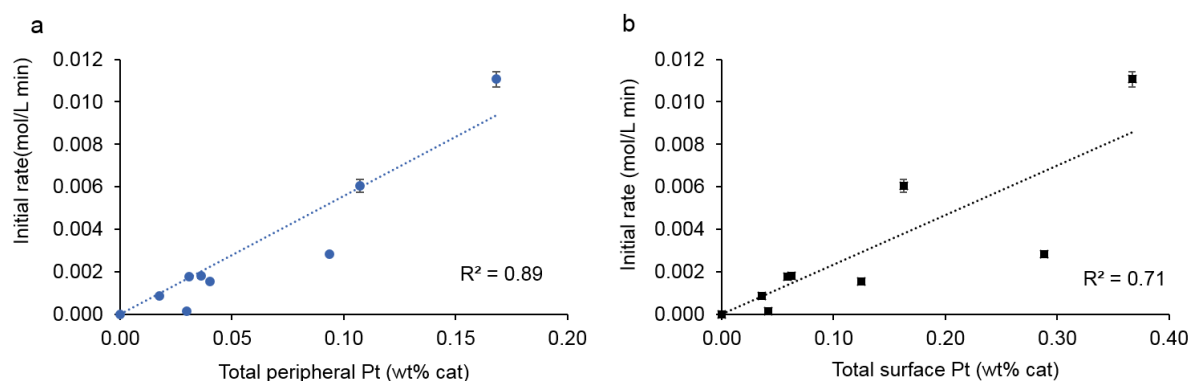 a
0.012
0.010
0.008
0.006
0.004
0.002
0.000
Initial rate(mol/L min)
R² = 0.89
0.00 0.05 0.10 0.15 0.20
Total peripheral Pt (wt% cat)
b
0.012
0.010
0.008
0.006
0.004
0.002
0.000
Initial rate (mol/L min)
R² = 0.71
0.00 0.10 0.20 0.30 0.40
Total surface Pt (wt% cat)